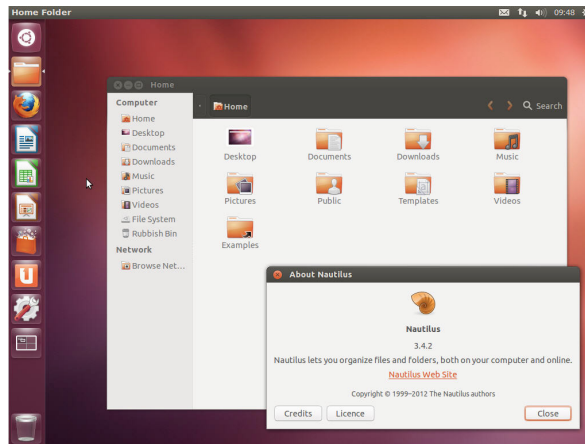 Home Folder
09:48
Home
Computer
Home
Desktop
Documents
Downloads
Music
Pictures
Videos
File System
Rubbish Bin
Network
Browse Net...
Home
Search
Desktop
Documents
Downloads
Music
Pictures
Public
Templates
Videos
Examples
About Nautilus
Nautilus
3.4.2
Nautilus lets you organize files and folders, both on your computer and online.
Nautilus Web Site
Copyright © 1999–2012 The Nautilus authors
Credits
Licence
Close